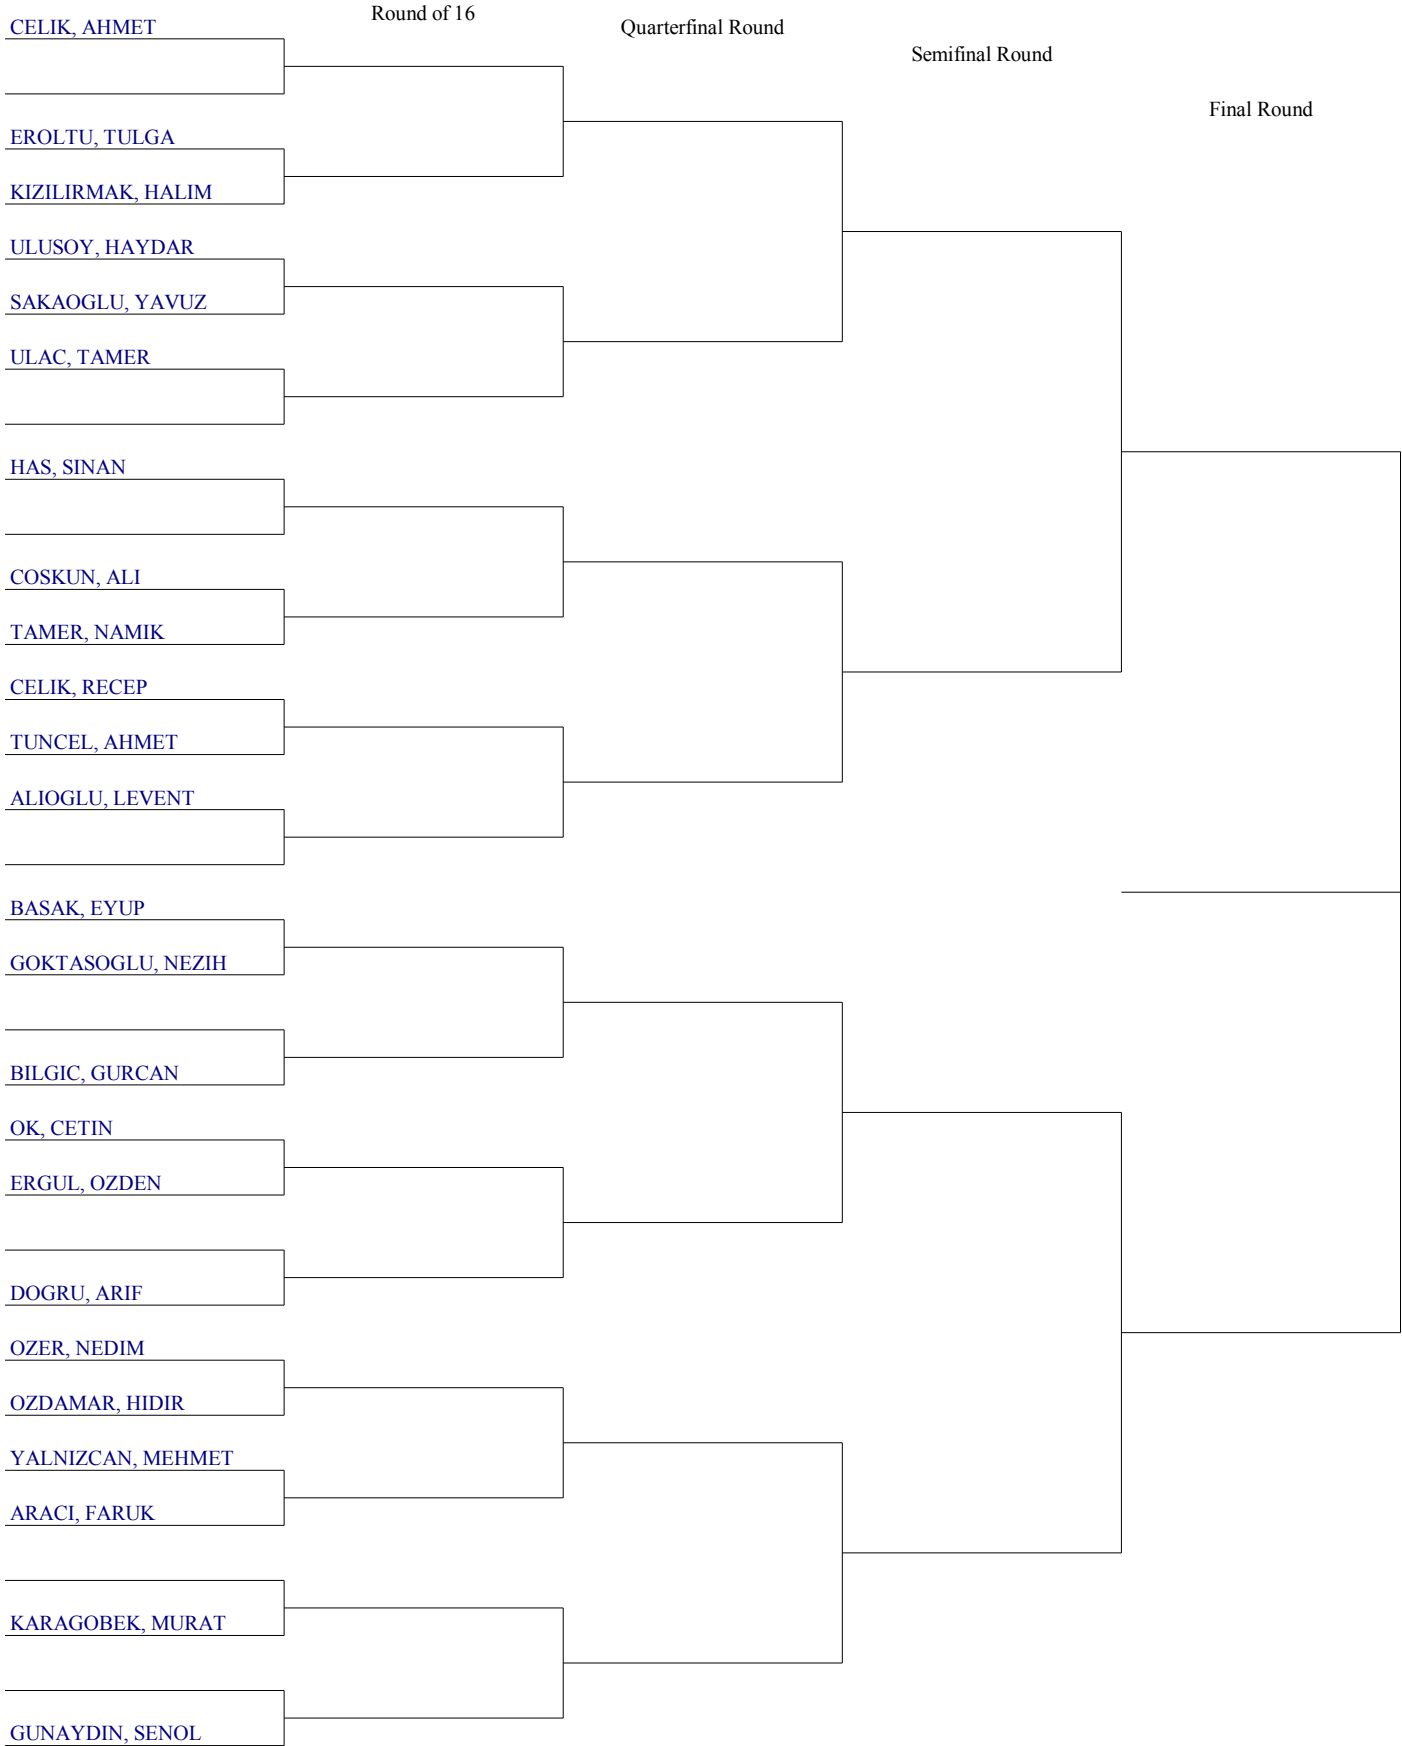 Round of 16
Quarterfinal Round
Semifinal Round
Final Round
CELIK, AHMET
EROLTU, TULGA
KIZILIRMAK, HALIM
ULUSOY, HAYDAR
SAKAOGLU, YAVUZ
ULAC, TAMER
HAS, SINAN
COSKUN, ALI
TAMER, NAMIK
CELIK, RECEP
TUNCEL, AHMET
ALIOGLU, LEVENT
BASAK, EYUP
GOKTASOGLU, NEZIH
BILGIC, GURCAN
OK, CETIN
ERGUL, OZDEN
DOGRU, ARIF
OZER, NEDIM
OZDAMAR, HIDIR
YALNIZCAN, MEHMET
ARACI, FARUK
KARAGOBEK, MURAT
GUNAYDIN, SENOL